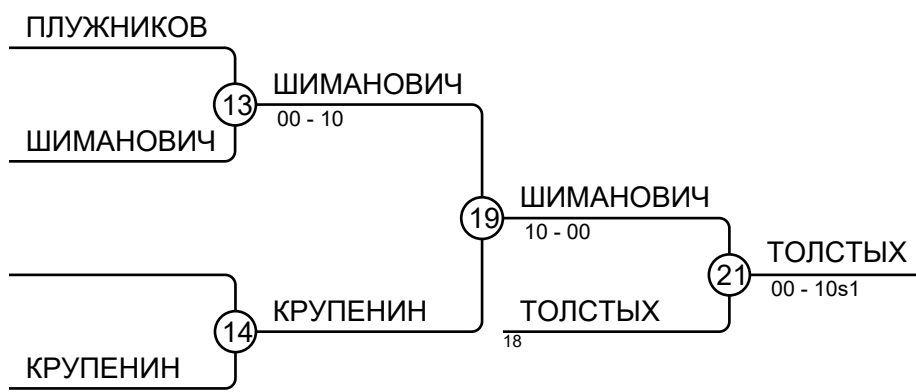 ПЛУЖНИКОВ
13
ШИМАНОВИЧ
00 - 10
ШИМАНОВИЧ
19
ШИМАНОВИЧ
10 - 00
21
ТОЛСТЫХ
00 - 10s1
14
КРУПЕНИН
ТОЛСТЫХ
18
КРУПЕНИН